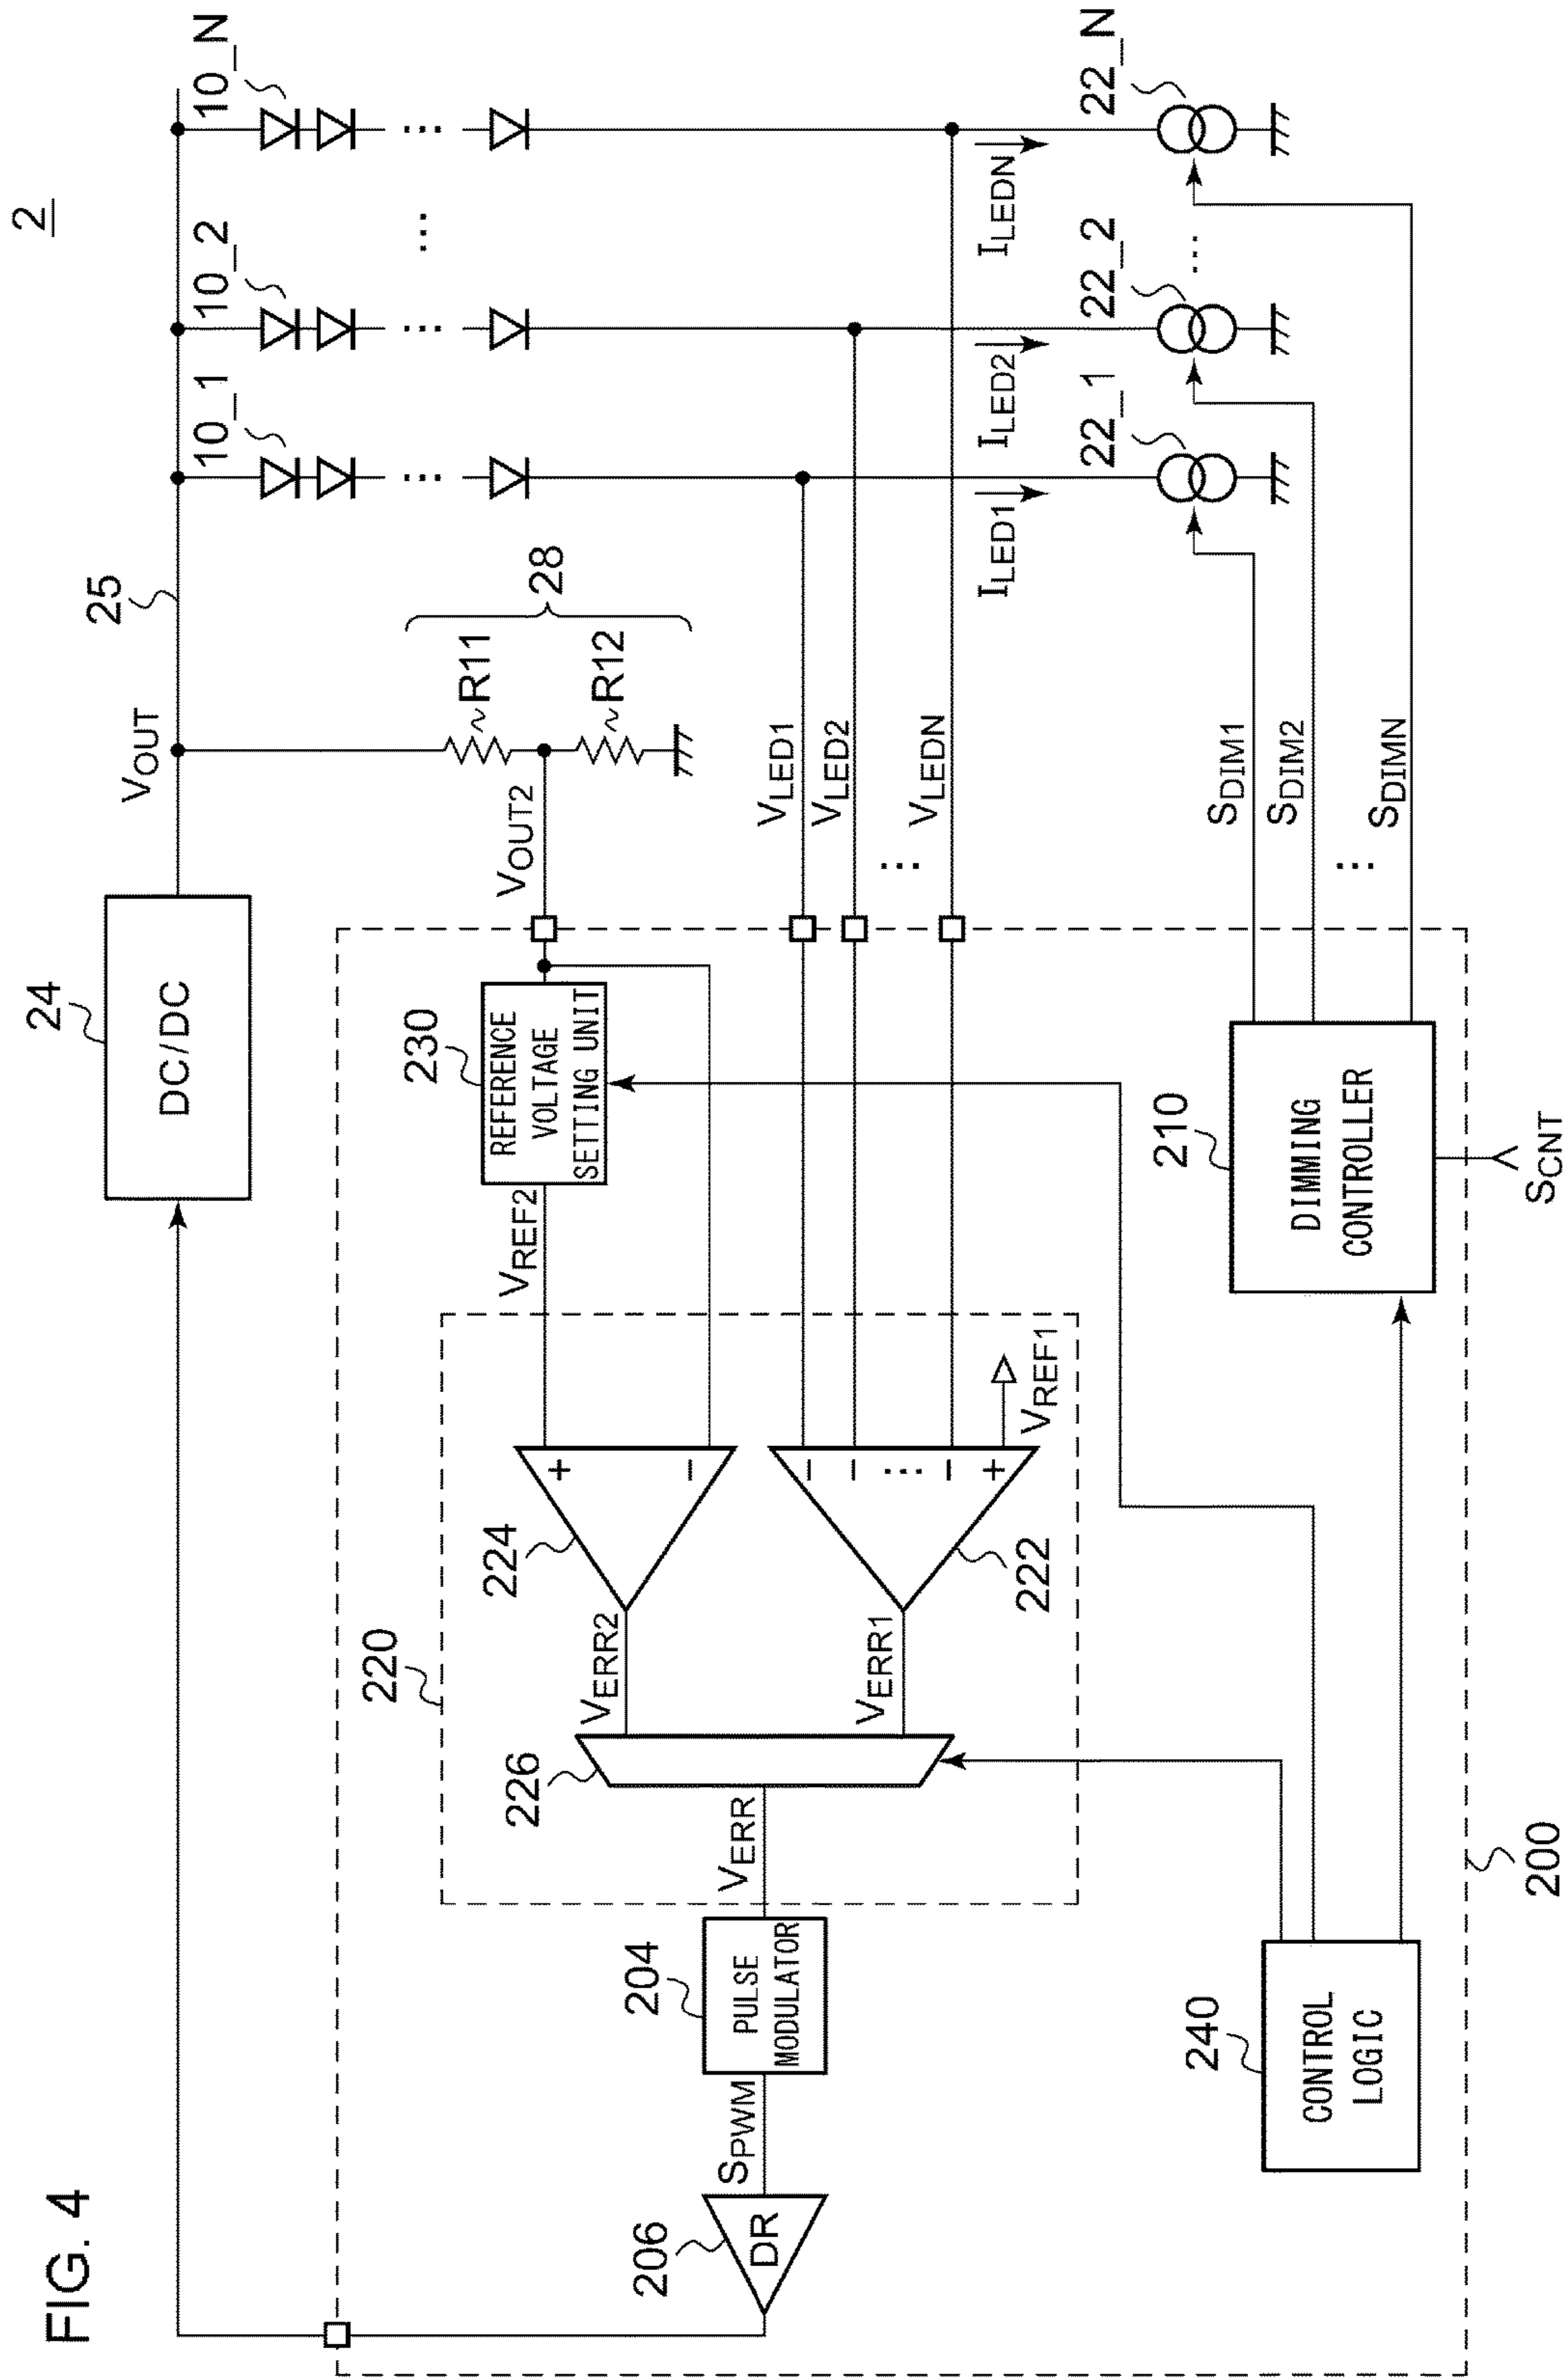 FIG. 4
2
24
DC/DC
VOUT
25
10_1
10_2
10_N
...
...
...
...
R11
R12
28
VOUT2
230
REFERENCE
VOLTAGE
SETTING UNIT
VREF2
220
224
+
−
VERR2
226
VERR
204
PULSE
MODULATOR
SPWM
206
DR
VLED1
VLED2
...
VLEDN
−
−
...
−
+
222
VREF1
VERR1
ILED1
ILED2
ILEDN
22_1
22_2
...
22_N
SDIM1
SDIM2
...
SDIMN
210
DIMMING
CONTROLLER
SCNT
240
CONTROL
LOGIC
200